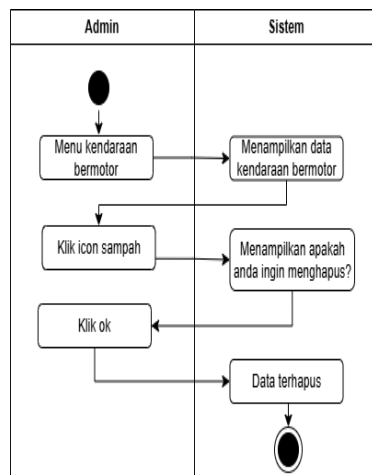 Admin
Sistem
Menu kendaraan
bermotor
Menampilkan data
kendaraan bermotor
Klik icon sampah
Menampilkan apakah
anda ingin menghapus?
Klik ok
Data terhapus